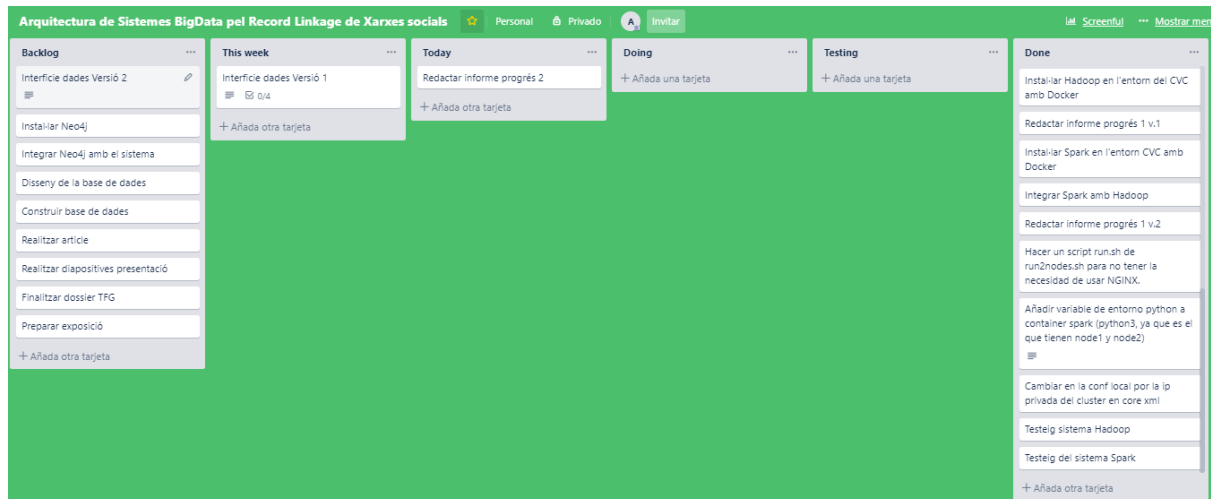 Arquitectura de Sistemes BigData pel Record Linkage de Xarxes socials
Personal
Privado
A
Invitar
Screenful
Mostrar men
Backlog
Interfície dades Versió 2
Instal·lar Neo4j
Integrar Neo4j amb el sistema
Disseny de la base de dades
Construir base de dades
Realitzar article
Realitzar diapositives presentació
Finalitzar dossier TFG
Preparar exposició
+ Añada otra tarjeta
This week
Interfície dades Versió 1
0/4
+ Añada otra tarjeta
Today
Redactar informe progrés 2
+ Añada otra tarjeta
Doing
+ Añada una tarjeta
Testing
+ Añada una tarjeta
Done
Instal·lar Hadoop en l'entorn del CVC
amb Docker
Redactar informe progrés 1 v.1
Instal·lar Spark en l'entorn CVC amb
Docker
Integrar Spark amb Hadoop
Redactar informe progrés 1 v.2
Hacer un script run.sh de
run2nodes.sh para no tener la
necesidad de usar NGINX.
Añadir variable de entorno python a
container spark (python3, ya que es el
que tienen node1 y node2)
Cambiar en la conf local por la ip
privada del cluster en core xml
Testeig sistema Hadoop
Testeig del sistema Spark
+ Añada otra tarjeta